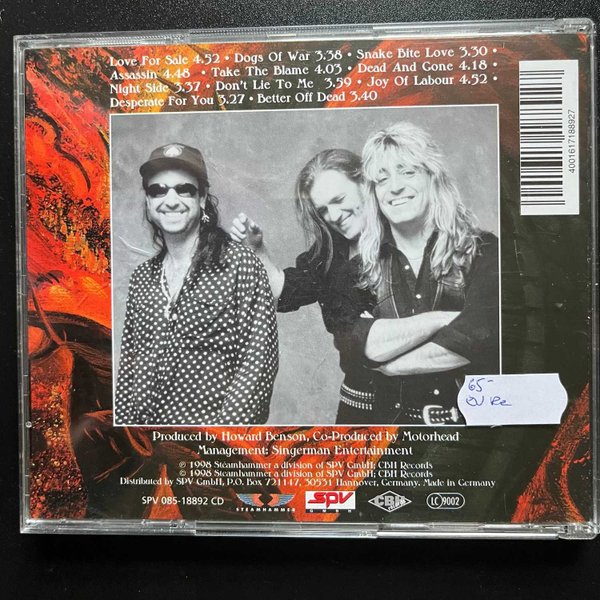 Love For Sale 4.52 • Dogs Of War 3.38 • Snake Bite Love 3.30 •
Assassin 4.48 • Take The Blame 4.03 • Dead And Gone 4.18 •
Night Side 3.37 • Don't Lie To Me 3.59 • Joy Of Labour 4.52 •
Desperate For You 3.27 • Better Off Dead 3.40
4001617188927
65-
Produced by Howard Benson, Co-Produced by Motorhead
Management: Singerman Entertainment
℗ 1998 Steamhammer a division of SPV GmbH; CBH Records
© 1998 Steamhammer a division of SPV GmbH; CBH Records
Distributed by SPV GmbH, P.O. Box 721147, 30531 Hannover, Germany. Made in Germany
SPV 085-18892 CD
STEAMHAMMER
SPV
GMBH
CBH
LC 9002